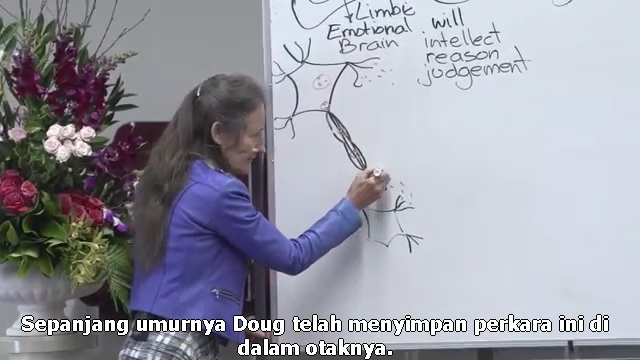 Limbic
Emotional
Brain
will
intellect
reason
judgement
Sepanjang umurnya Doug telah menyimpan perkara ini di
dalam otaknya.